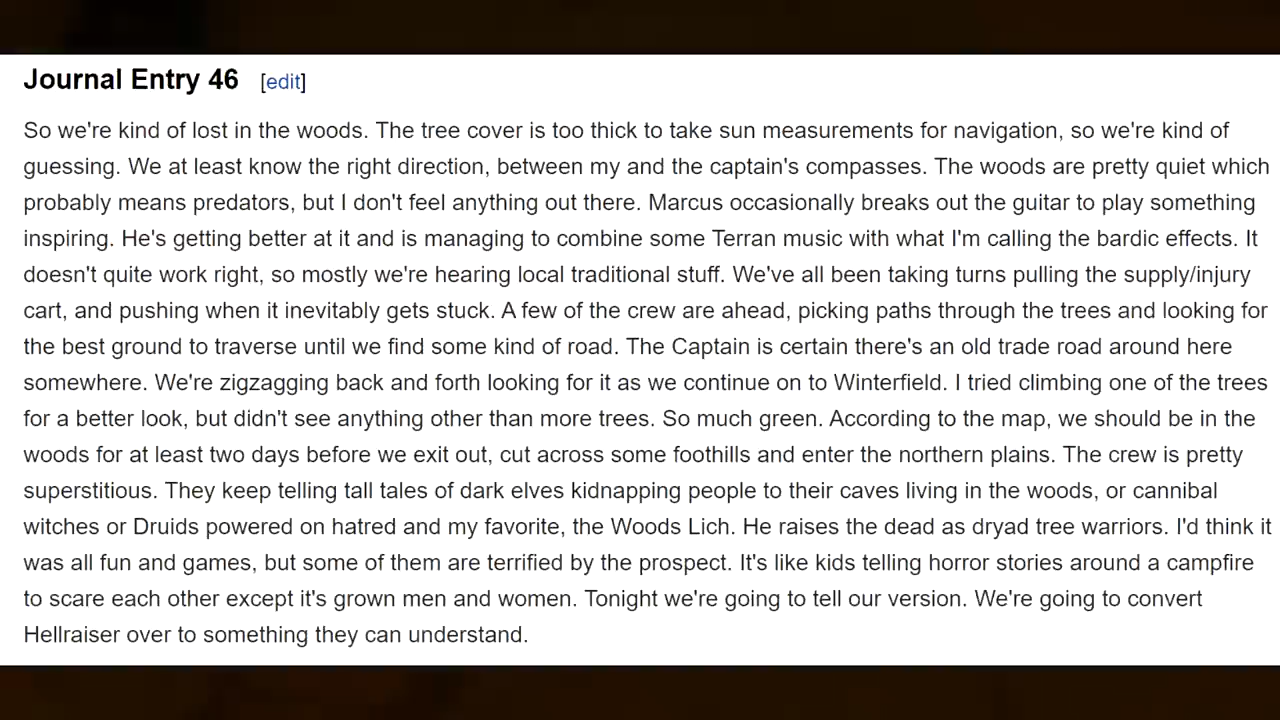 Journal Entry 46 [edit]
So we're kind of lost in the woods. The tree cover is too thick to take sun measurements for navigation, so we're kind of
guessing. We at least know the right direction, between my and the captain's compasses. The woods are pretty quiet which
probably means predators, but I don't feel anything out there. Marcus occasionally breaks out the guitar to play something
inspiring. He's getting better at it and is managing to combine some Terran music with what I'm calling the bardic effects. It
doesn't quite work right, so mostly we're hearing local traditional stuff. We've all been taking turns pulling the supply/injury
cart, and pushing when it inevitably gets stuck. A few of the crew are ahead, picking paths through the trees and looking for
the best ground to traverse until we find some kind of road. The Captain is certain there's an old trade road around here
somewhere. We're zigzagging back and forth looking for it as we continue on to Winterfield. I tried climbing one of the trees
for a better look, but didn't see anything other than more trees. So much green. According to the map, we should be in the
woods for at least two days before we exit out, cut across some foothills and enter the northern plains. The crew is pretty
superstitious. They keep telling tall tales of dark elves kidnapping people to their caves living in the woods, or cannibal
witches or Druids powered on hatred and my favorite, the Woods Lich. He raises the dead as dryad tree warriors. I'd think it
was all fun and games, but some of them are terrified by the prospect. It's like kids telling horror stories around a campfire
to scare each other except it's grown men and women. Tonight we're going to tell our version. We're going to convert
Hellraiser over to something they can understand.